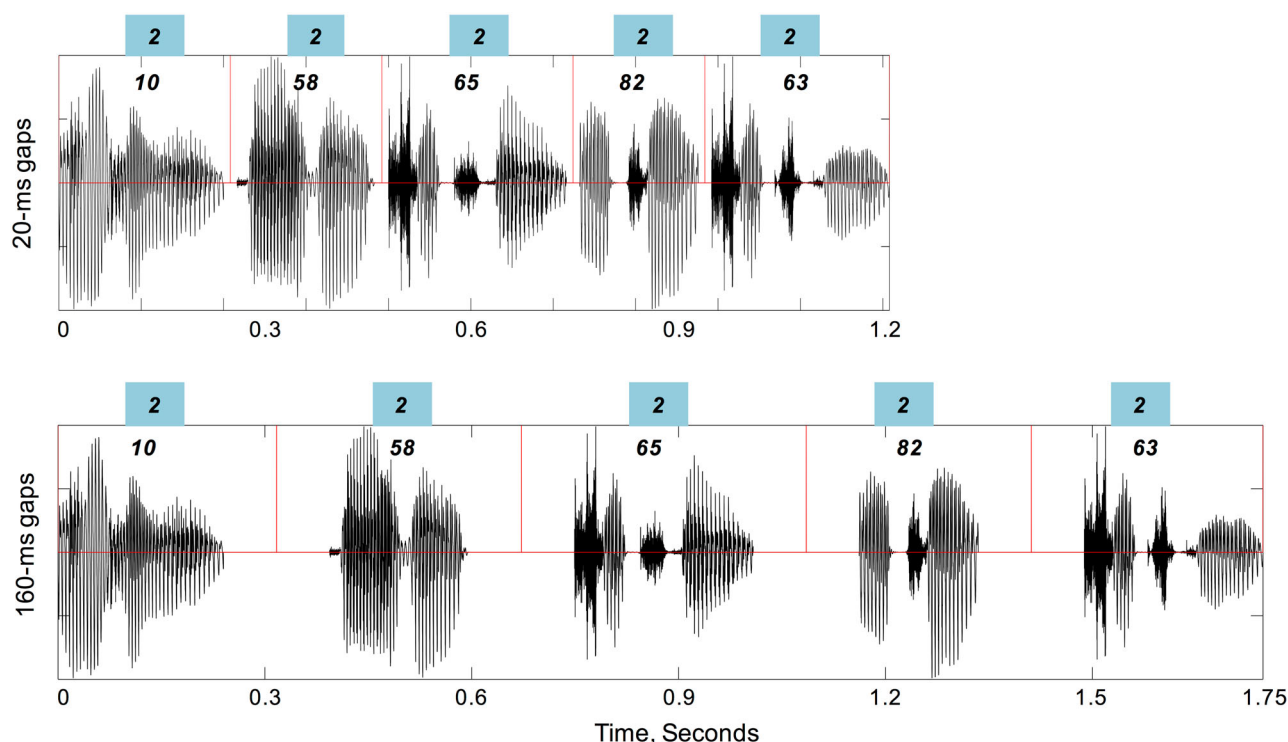 2 2 2 2 2
10 58 65 82 63
20-ms gaps
0 0.3 0.6 0.9 1.2
2 2 2 2 2
10 58 65 82 63
160-ms gaps
0 0.3 0.6 0.9 1.2 1.5 1.75
Time, Seconds